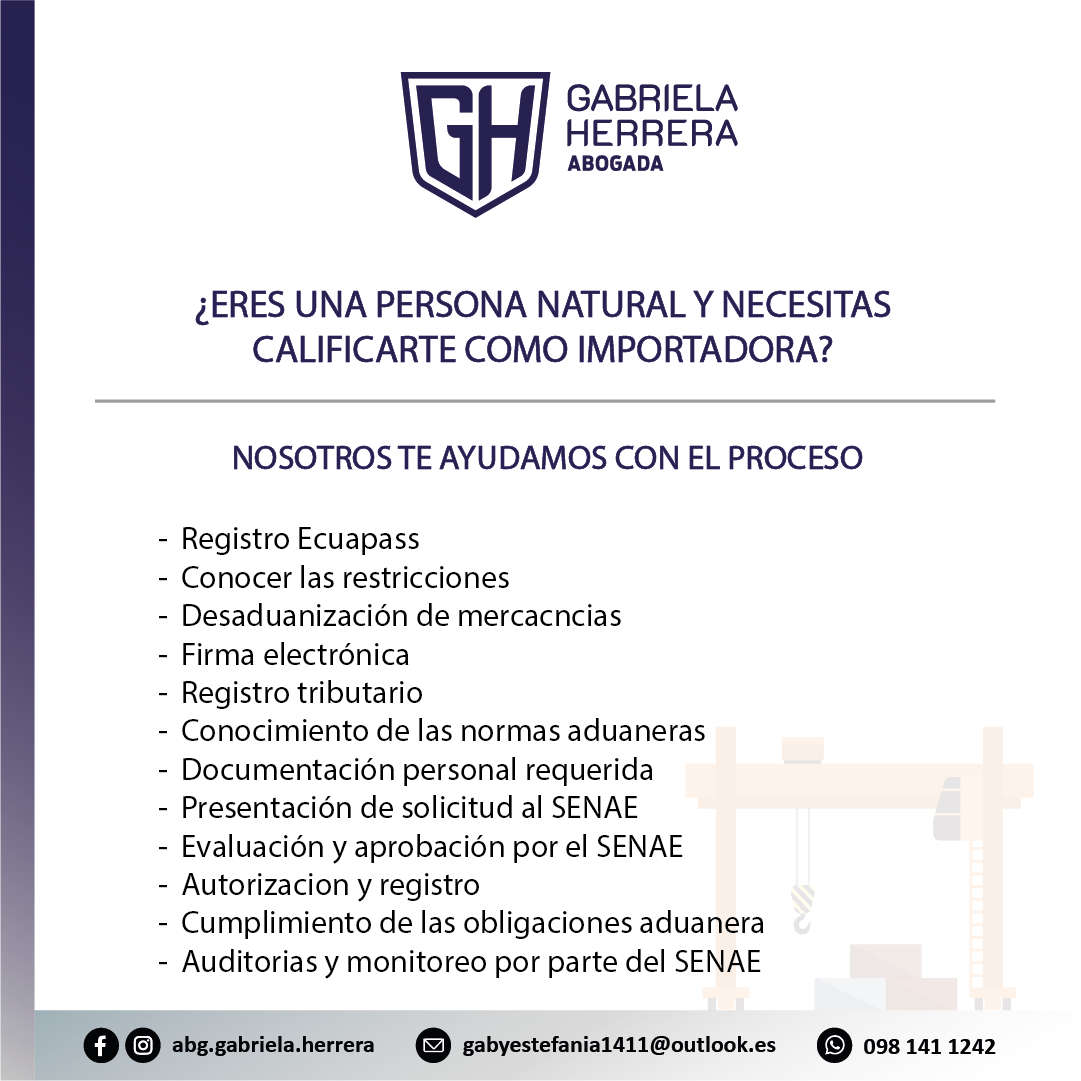 GH
GABRIELA
HERRERA
ABOGADA
¿ERES UNA PERSONA NATURAL Y NECESITAS
CALIFICARTE COMO IMPORTADORA?
NOSOTROS TE AYUDAMOS CON EL PROCESO
- Registro Ecuapass
- Conocer las restricciones
- Desaduanización de mercacncias
- Firma electrónica
- Registro tributario
- Conocimiento de las normas aduaneras
- Documentación personal requerida
- Presentación de solicitud al SENAE
- Evaluación y aprobación por el SENAE
- Autorizacion y registro
- Cumplimiento de las obligaciones aduanera
- Auditorias y monitoreo por parte del SENAE
abg.gabriela.herrera gabyestefania1411@outlook.es 098 141 1242